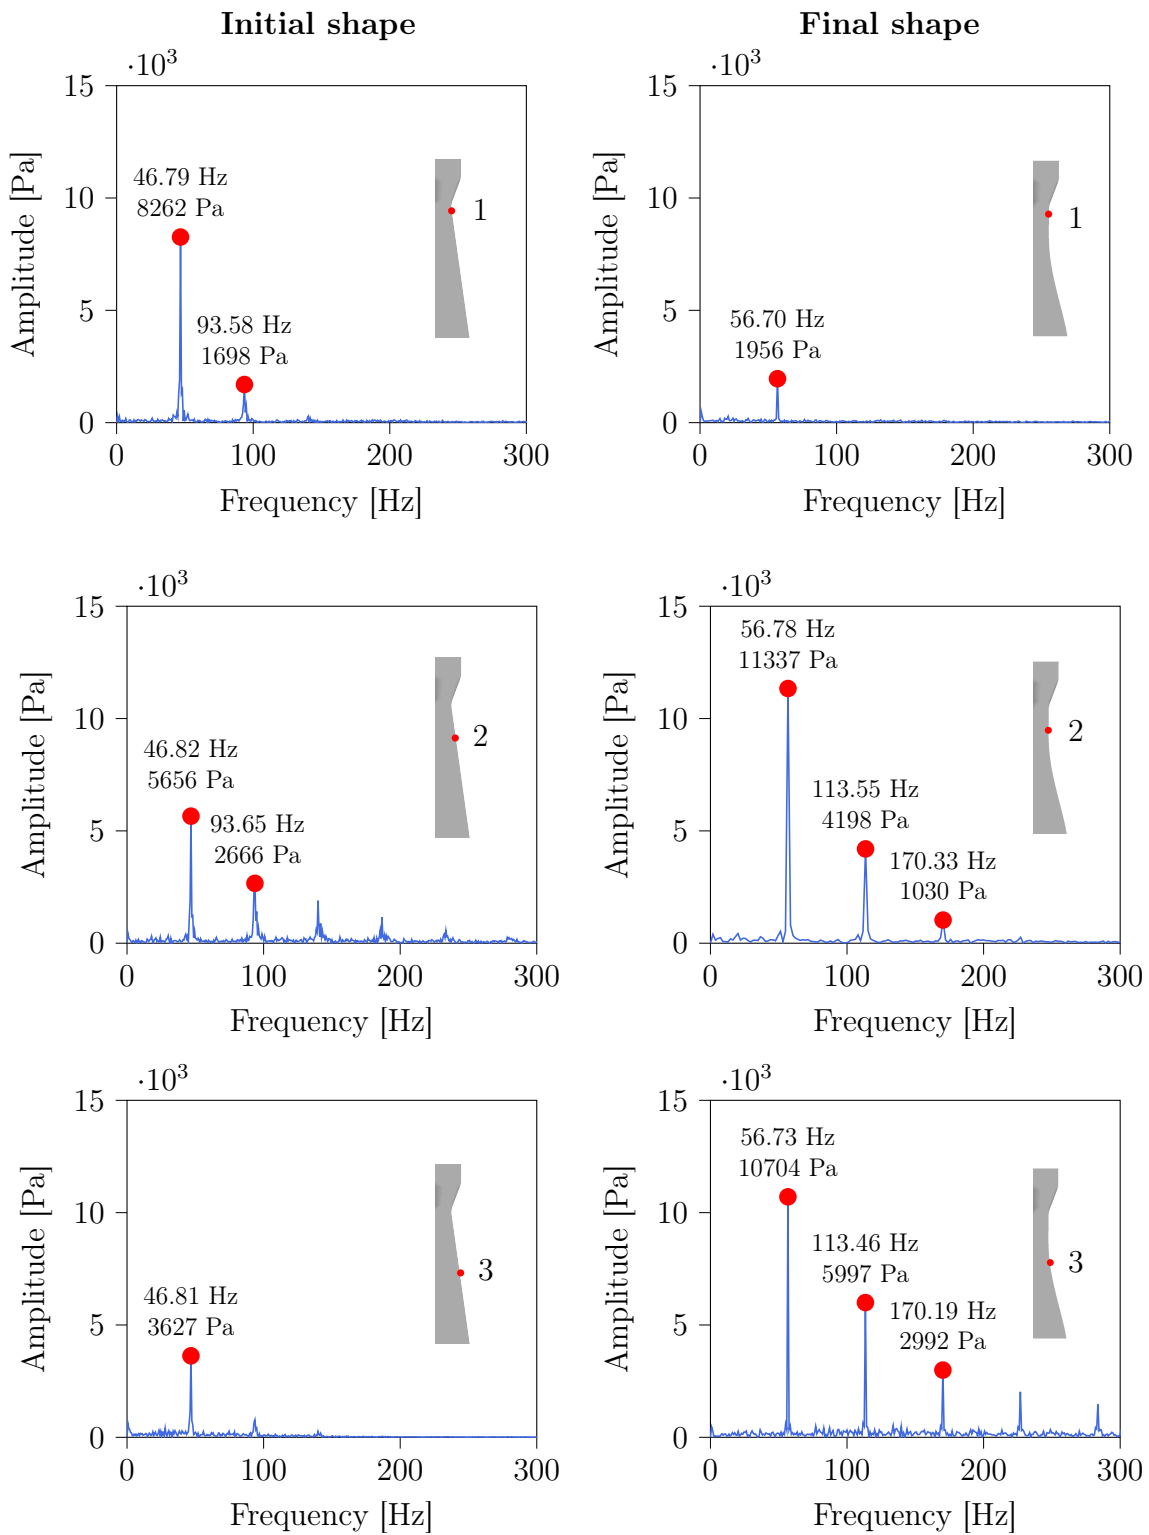 Initial shape
Final shape
·10³
15
10
5
0
0
100
200
300
Amplitude [Pa]
Frequency [Hz]
46.79 Hz
8262 Pa
93.58 Hz
1698 Pa
1
·10³
15
10
5
0
0
100
200
300
Amplitude [Pa]
Frequency [Hz]
56.70 Hz
1956 Pa
1
·10³
15
10
5
0
0
100
200
300
Amplitude [Pa]
Frequency [Hz]
46.82 Hz
5656 Pa
93.65 Hz
2666 Pa
2
·10³
15
10
5
0
0
100
200
300
Amplitude [Pa]
Frequency [Hz]
56.78 Hz
11337 Pa
113.55 Hz
4198 Pa
170.33 Hz
1030 Pa
2
·10³
15
10
5
0
0
100
200
300
Amplitude [Pa]
Frequency [Hz]
46.81 Hz
3627 Pa
3
·10³
15
10
5
0
0
100
200
300
Amplitude [Pa]
Frequency [Hz]
56.73 Hz
10704 Pa
113.46 Hz
5997 Pa
170.19 Hz
2992 Pa
3